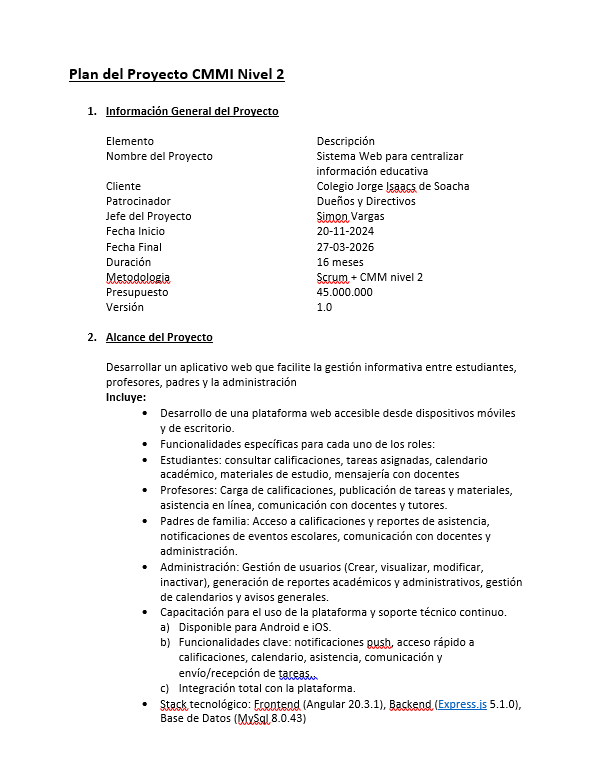 Plan del Proyecto CMMI Nivel 2
1. Información General del Proyecto
Elemento Descripción
Nombre del Proyecto Sistema Web para centralizar
información educativa
Cliente Colegio Jorge Isaacs de Soacha
Patrocinador Dueños y Directivos
Jefe del Proyecto Simon Vargas
Fecha Inicio 20-11-2024
Fecha Final 27-03-2026
Duración 16 meses
Metodologia Scrum + CMM nivel 2
Presupuesto 45.000.000
Versión 1.0
2. Alcance del Proyecto
Desarrollar un aplicativo web que facilite la gestión informativa entre estudiantes,
profesores, padres y la administración
Incluye:
• Desarrollo de una plataforma web accesible desde dispositivos móviles
y de escritorio.
• Funcionalidades específicas para cada uno de los roles:
• Estudiantes: consultar calificaciones, tareas asignadas, calendario
académico, materiales de estudio, mensajería con docentes
• Profesores: Carga de calificaciones, publicación de tareas y materiales,
asistencia en línea, comunicación con docentes y tutores.
• Padres de familia: Acceso a calificaciones y reportes de asistencia,
notificaciones de eventos escolares, comunicación con docentes y
administración.
• Administración: Gestión de usuarios (Crear, visualizar, modificar,
inactivar), generación de reportes académicos y administrativos, gestión
de calendarios y avisos generales.
• Capacitación para el uso de la plataforma y soporte técnico continuo.
a) Disponible para Android e iOS.
b) Funcionalidades clave: notificaciones push, acceso rápido a
calificaciones, calendario, asistencia, comunicación y
envío/recepción de tareas..
c) Integración total con la plataforma.
• Stack tecnológico: Frontend (Angular 20.3.1), Backend (Express.js 5.1.0),
Base de Datos (MySql 8.0.43)